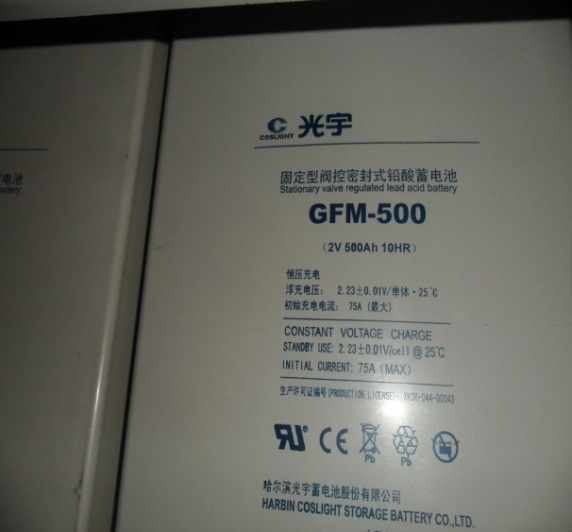 COSLIGHT 光宇
固定型阀控密封式铅酸蓄电池
Stationary valve regulated lead acid battery
GFM-500
(2V 500Ah 10HR)
恒压充电
浮充电压: 2.23±0.01V/单体·25℃
初始充电电流: 75A (最大)
CONSTANT VOLTAGE CHARGE
STANDBY USE: 2.23±0.01V/cell @ 25℃
INITIAL CURRENT: 75A (MAX)
生产许可证编号(PRODUCTION LICENSE): XK06-044-00043
CE Pb Pb
哈尔滨光宇蓄电池股份有限公司
HARBIN COSLIGHT STORAGE BATTERY CO.,LTD.
电池
battery